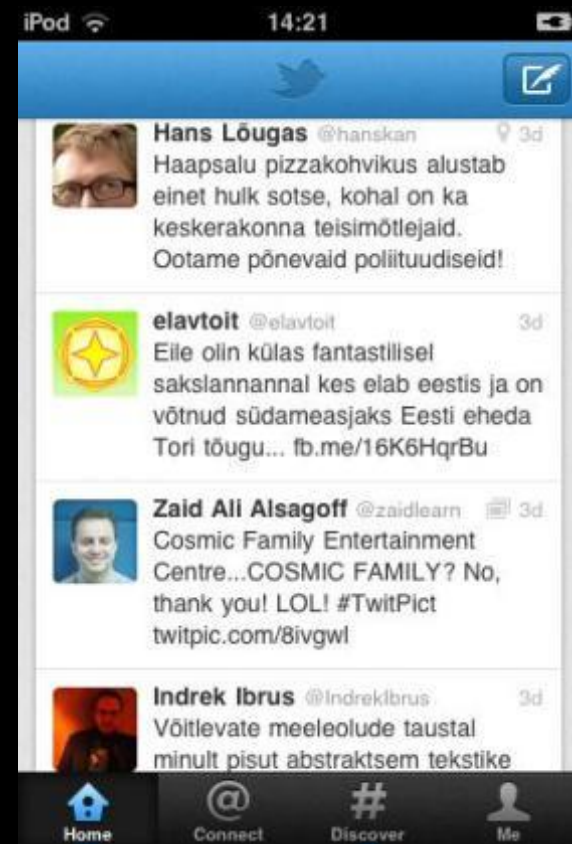 iPod 14:21
Hans Lõugas @hanskan 3d
Haapsalu pizzakohvikus alustab
einet hulk sotse, kohal on ka
keskerakonna teisimõtlejaid.
Ootame põnevaid poliituudiseid!
elavtoit @elavtoit 3d
Eile olin külas fantastilisel
sakslannannal kes elab eestis ja on
võtnud südameasjaks Eesti eheda
Tori tõugu... fb.me/16K6HqrBu
Zaid Ali Alsagoff @zaidlearn 3d
Cosmic Family Entertainment
Centre...COSMIC FAMILY? No,
thank you! LOL! #TwitPict
twitpic.com/8ivgwl
Indrek Ibrus @IndrekIbrus 3d
Võitlevate meeleolude taustal
minult pisut abstraktsem tekstike
Home Connect Discover Me